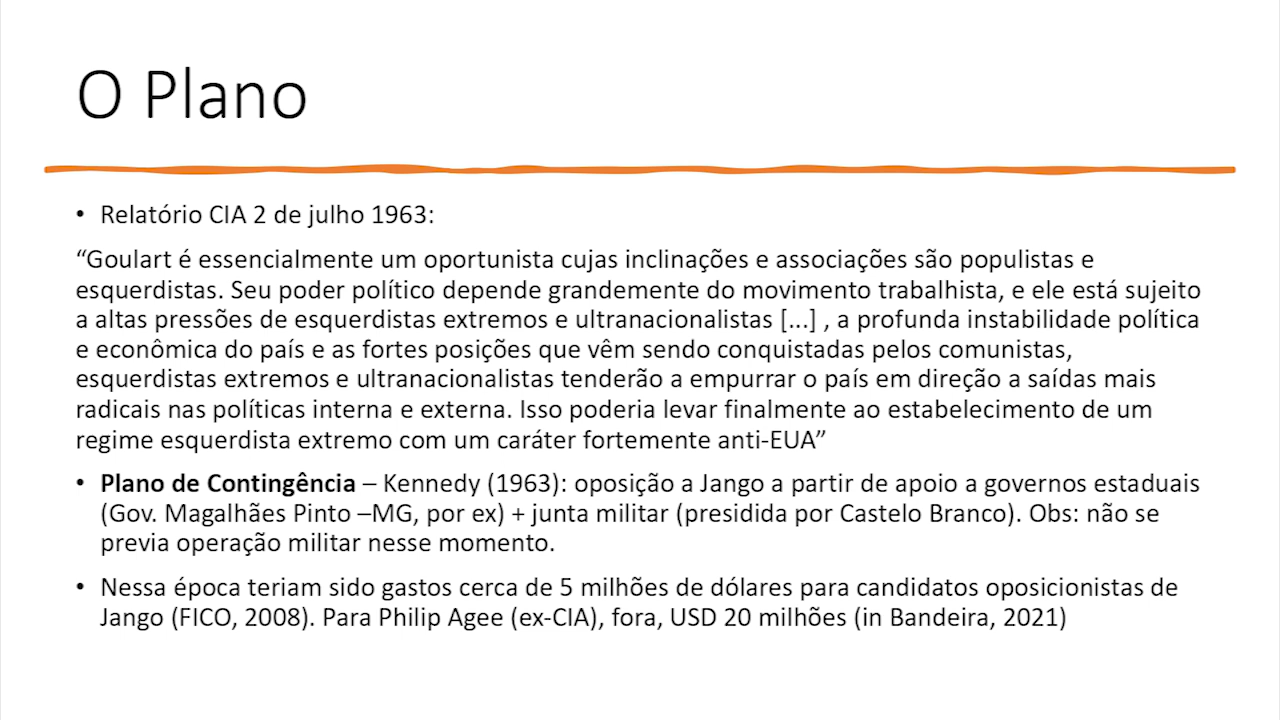 O Plano
• Relatório CIA 2 de julho 1963:
“Goulart é essencialmente um oportunista cujas inclinações e associações são populistas e
esquerdistas. Seu poder político depende grandemente do movimento trabalhista, e ele está sujeito
a altas pressões de esquerdistas extremos e ultranacionalistas [...] , a profunda instabilidade política
e econômica do país e as fortes posições que vêm sendo conquistadas pelos comunistas,
esquerdistas extremos e ultranacionalistas tenderão a empurrar o país em direção a saídas mais
radicais nas políticas interna e externa. Isso poderia levar finalmente ao estabelecimento de um
regime esquerdista extremo com um caráter fortemente anti-EUA”
• Plano de Contingência – Kennedy (1963): oposição a Jango a partir de apoio a governos estaduais
(Gov. Magalhães Pinto –MG, por ex) + junta militar (presidida por Castelo Branco). Obs: não se
previa operação militar nesse momento.
• Nessa época teriam sido gastos cerca de 5 milhões de dólares para candidatos oposicionistas de
Jango (FICO, 2008). Para Philip Agee (ex-CIA), fora, USD 20 milhões (in Bandeira, 2021)